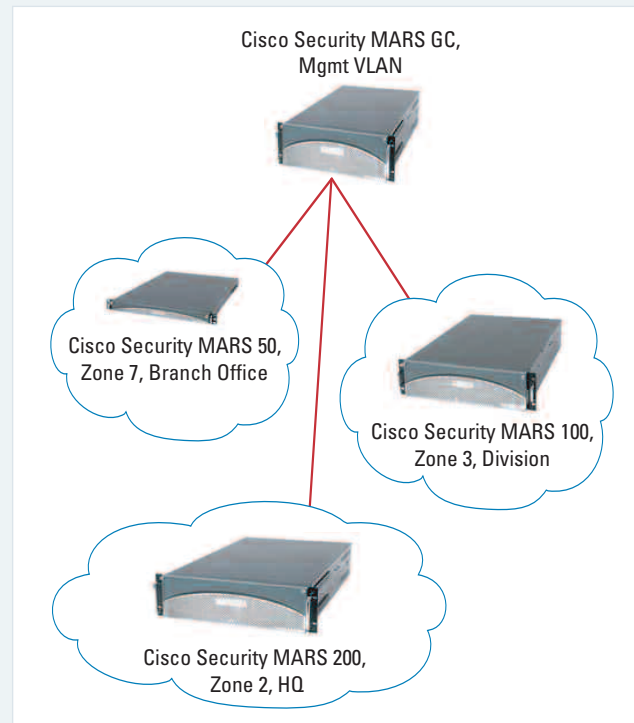 Cisco Security MARS GC,
Mgmt VLAN
Cisco Security MARS 50,
Zone 7, Branch Office
Cisco Security MARS 100,
Zone 3, Division
Cisco Security MARS 200,
Zone 2, HQ